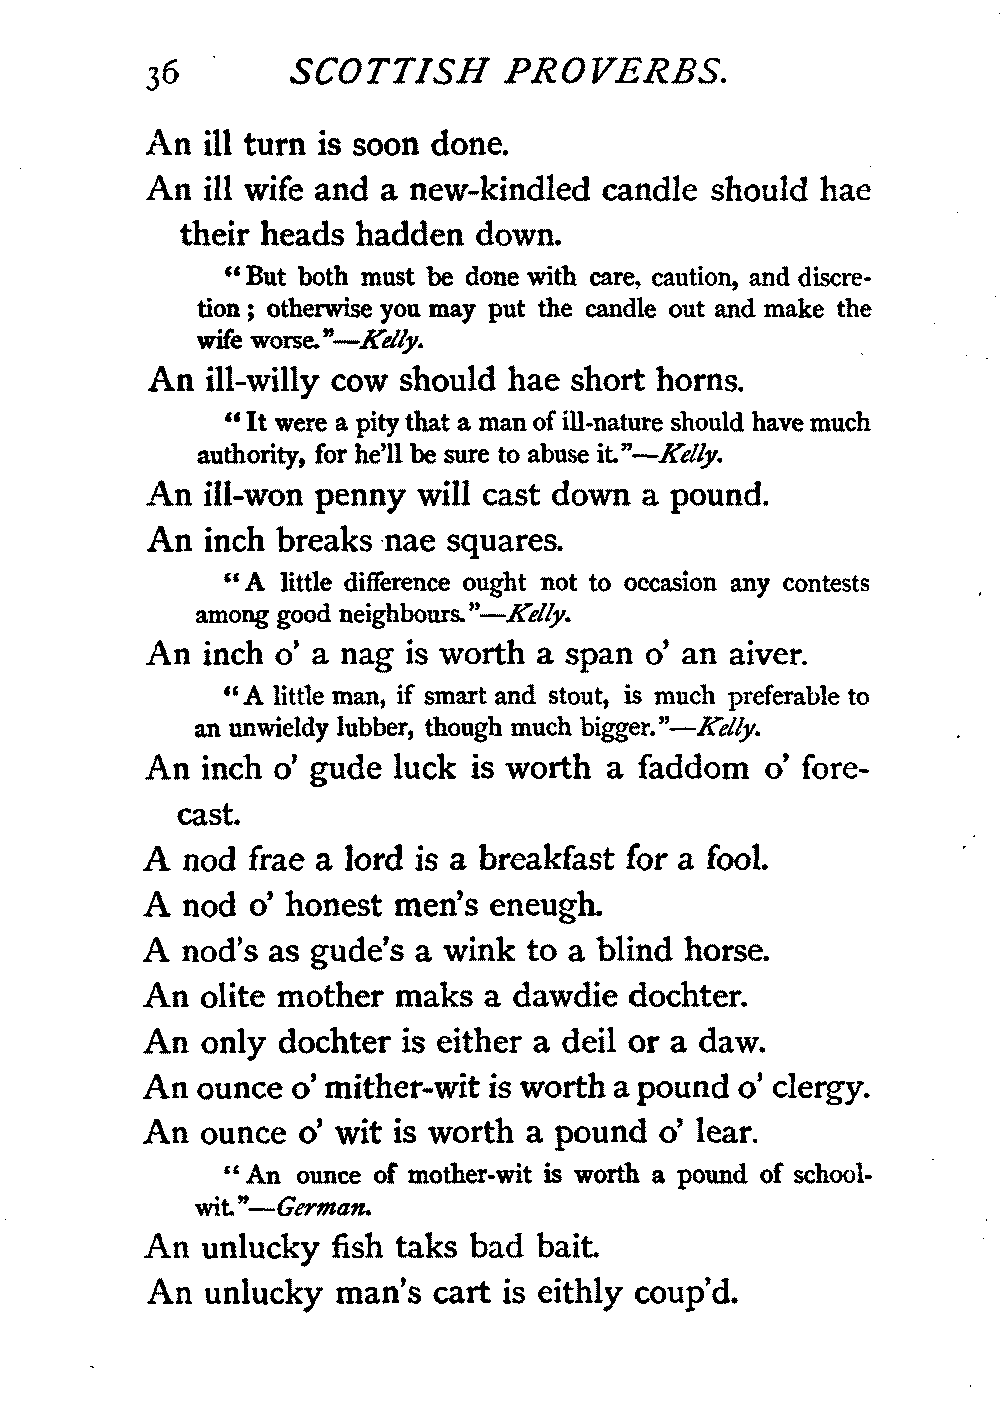 36 SCOTTISH PROVERBS.
An ill turn is soon done.
An ill wife and a new-kindled candle should hae
their heads hadden down.
"But both must be done with care, caution, and discre-
tion; otherwise you may put the candle out and make the
wife worse."—Kelly.
An ill-willy cow should hae short horns.
"It were a pity that a man of ill-nature should have much
authority, for he'll be sure to abuse it."—Kelly.
An ill-won penny will cast down a pound.
An inch breaks nae squares.
"A little difference ought not to occasion any contests
among good neighbours."—Kelly.
An inch o' a nag is worth a span o' an aiver.
"A little man, if smart and stout, is much preferable to
an unwieldy lubber, though much bigger."—Kelly.
An inch o' gude luck is worth a faddom o' fore-
cast.
A nod frae a lord is a breakfast for a fool.
A nod o' honest men's eneugh.
A nod's as gude's a wink to a blind horse.
An olite mother maks a dawdie dochter.
An only dochter is either a deil or a daw.
An ounce o' mither-wit is worth a pound o' clergy.
An ounce o' wit is worth a pound o' lear.
"An ounce of mother-wit is worth a pound of school-
wit."—German.
An unlucky fish taks bad bait.
An unlucky man's cart is eithly coup'd.